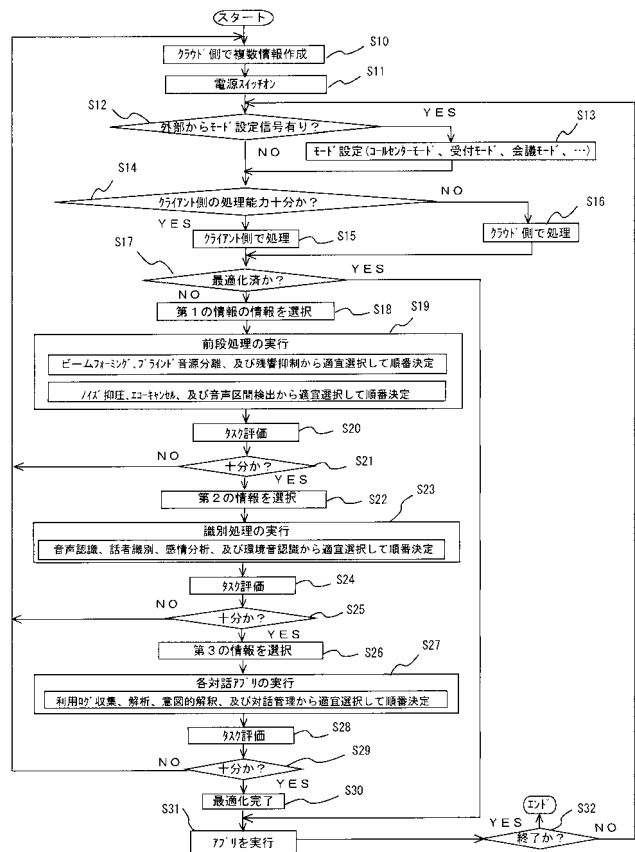 スタート
S10
クラウド側で複数情報作成
S11
電源スイッチオン
S12
外部からモード設定信号有り?
YES
S13
NO
モード設定(コールセンターモード、受付モード、会議モード、…)
S14
クライアント側の処理能力十分か?
NO
S16
YES
クライアント側で処理
S15
クラウド側で処理
S17
最適化済か?
YES
NO
第1の情報の情報を選択
S18
S19
前段処理の実行
ビームフォーミング、ブラインド音源分離、及び残響抑制から適宜選択して順番決定
ノイズ抑圧、エコーキャンセル、及び音声区間検出から適宜選択して順番決定
タスク評価
S20
NO
十分か?
S21
YES
第2の情報を選択
S22
S23
識別処理の実行
音声認識、話者識別、感情分析、及び環境音認識から適宜選択して順番決定
タスク評価
S24
NO
十分か?
S25
YES
第3の情報を選択
S26
S27
各対話アプリの実行
利用ログ収集、解析、意図的解釈、及び対話管理から適宜選択して順番決定
タスク評価
S28
NO
十分か?
S29
YES
最適化完了
S30
S31
アプリを実行
エンド
S32
YES
終了か?
NO